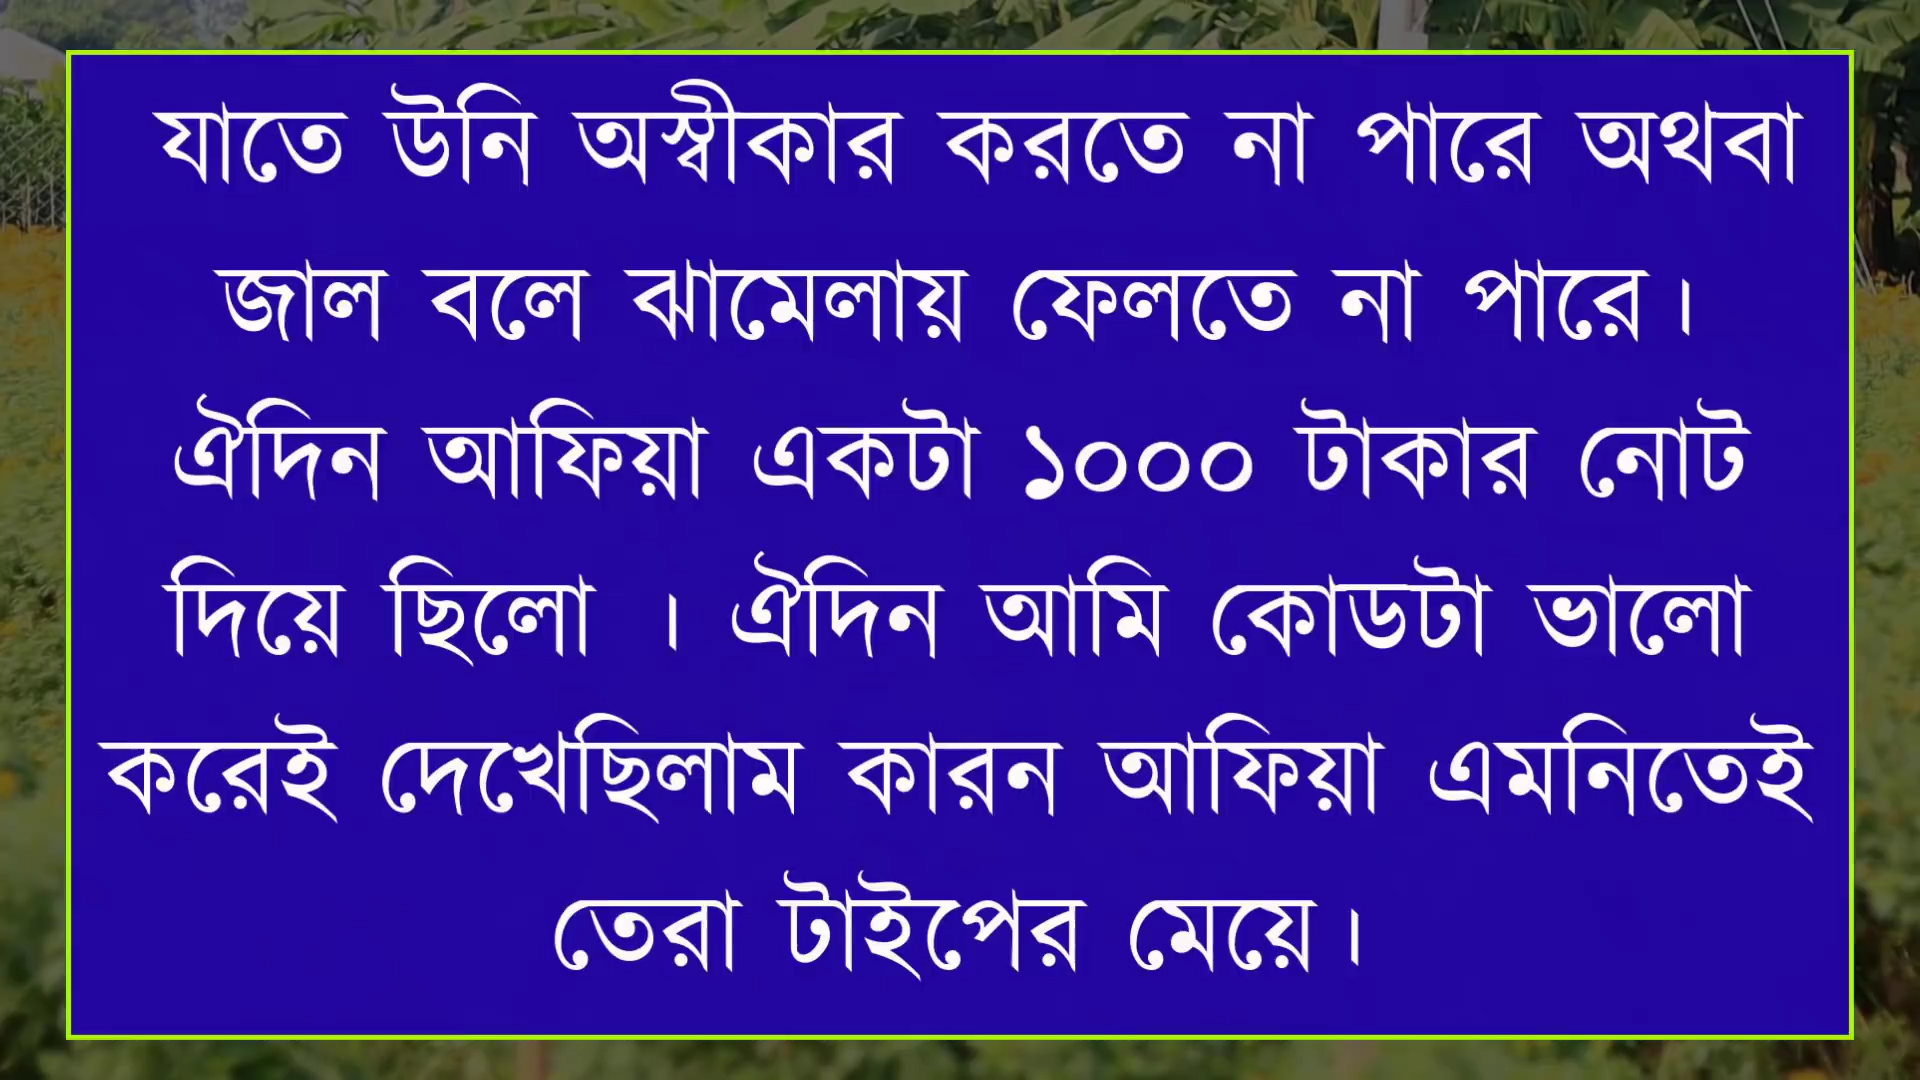 যাতে উনি অস্বীকার করতে না পারে অথবা
জাল বলে ঝামেলায় ফেলতে না পারে।
ঐদিন আফিয়া একটা ১০০০ টাকার নোট
দিয়ে ছিলো । ঐদিন আমি কোডটা ভালো
করেই দেখেছিলাম কারন আফিয়া এমনিতেই
তেরা টাইপের মেয়ে।